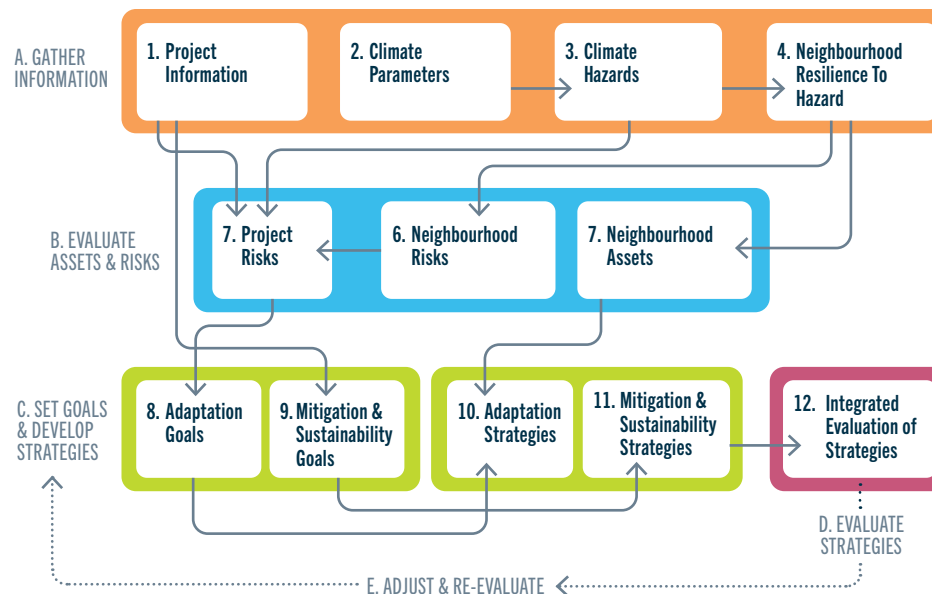 A. GATHER
INFORMATION
1. Project
Information
2. Climate
Parameters
3. Climate
Hazards
4. Neighbourhood
Resilience To
Hazard
B. EVALUATE
ASSETS & RISKS
7. Project
Risks
6. Neighbourhood
Risks
7. Neighbourhood
Assets
C. SET GOALS
& DEVELOP
STRATEGIES
8. Adaptation
Goals
9. Mitigation &
Sustainability
Goals
10. Adaptation
Strategies
11. Mitigation &
Sustainability
Strategies
12. Integrated
Evaluation of
Strategies
D. EVALUATE
STRATEGIES
E. ADJUST & RE-EVALUATE